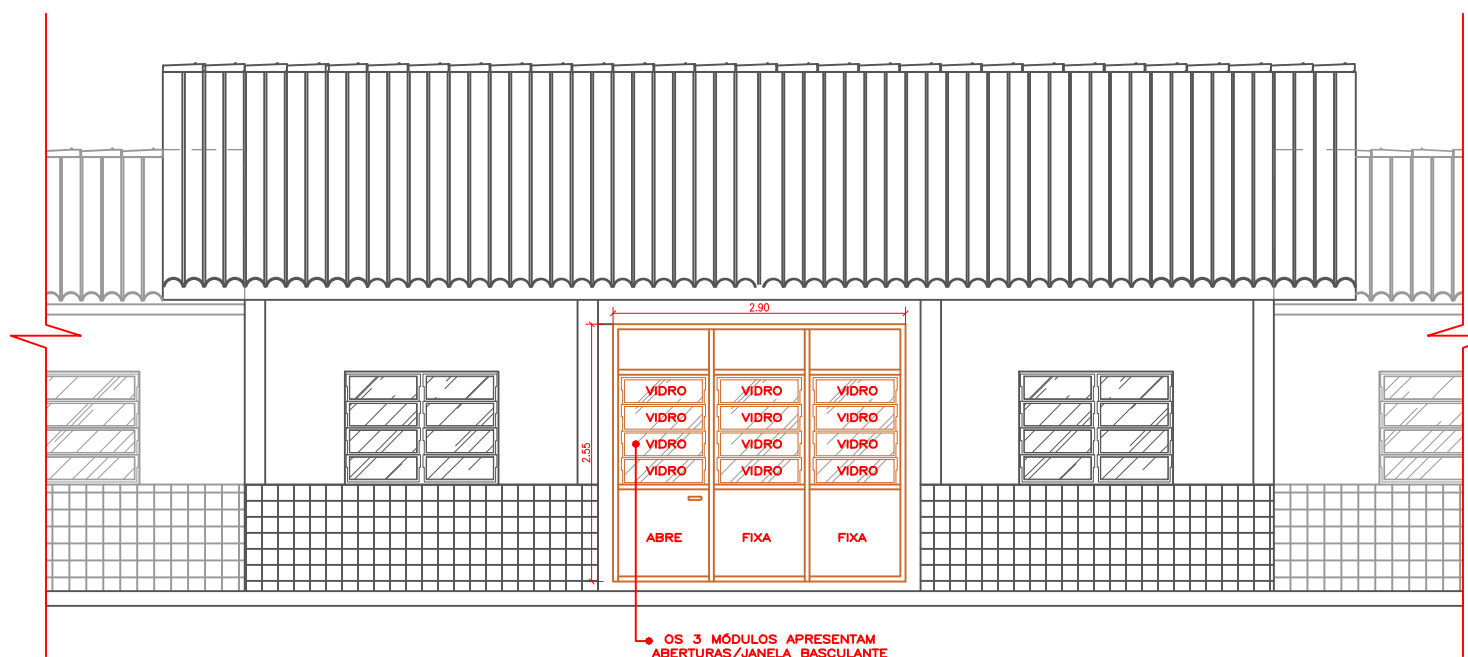 2.90
VIDRO VIDRO VIDRO
VIDRO VIDRO VIDRO
2.55
VIDRO VIDRO VIDRO
VIDRO VIDRO VIDRO
ABRE FIXA FIXA
OS 3 MÓDULOS APRESENTAM
ABERTURAS/JANELA BASCULANTE